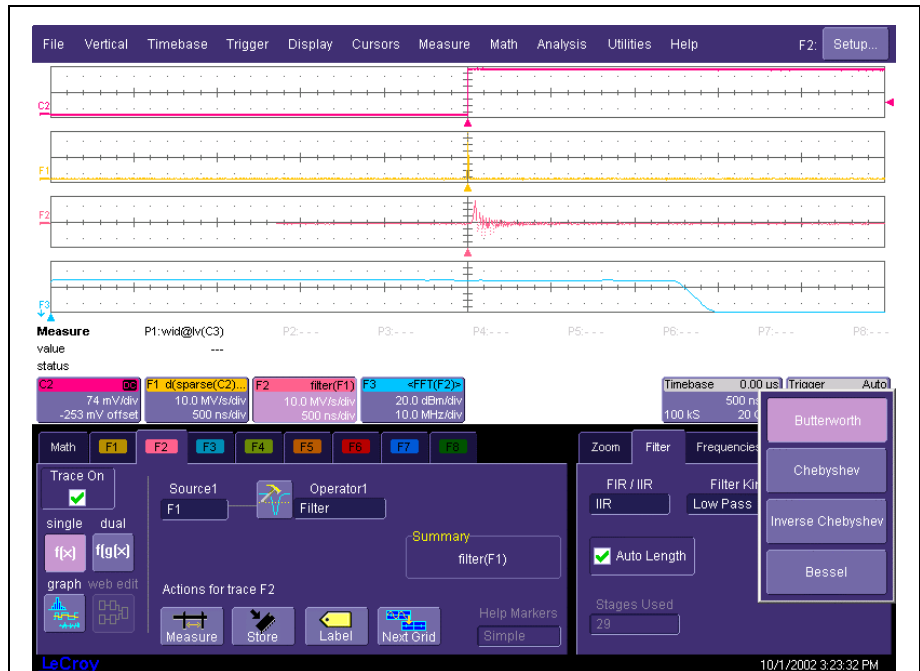 File Vertical Timebase Trigger Display Cursors Measure Math Analysis Utilities Help F2: Setup...
C2
F1
F2
F3
Measure P1:wid@lv(C3) P2:- - - P3:- - - P4:- - - P5:- - - P6:- - - P7:- - - P8:- - -
value ---
status
C2 DC F1 d(sparse(C2)... F2 filter(F1) F3 <FFT(F2)> Timebase 0.00 us Trigger Auto
74 mV/div 10.0 MV/s/div 10.0 MV/s/div 20.0 dBm/div 500
-253 mV offset 500 ns/div 500 ns/div 10.0 MHz/div 100 kS 20
Butterworth
Chebyshev
Inverse Chebyshev
Bessel
Math F1 F2 F3 F4 F5 F6 F7 F8
Zoom Filter Frequencies
Trace On
Source1 Operator1
F1 Filter
single dual
f(x) f(g(x))
graph web edit
Summary
filter(F1)
Actions for trace F2
Measure Store Label Next Grid
Help Markers
Simple
FIR / IIR Filter
IIR Low Pass
Auto Length
Stages Used
29
LeCroy 10/1/2002 3:23:32 PM